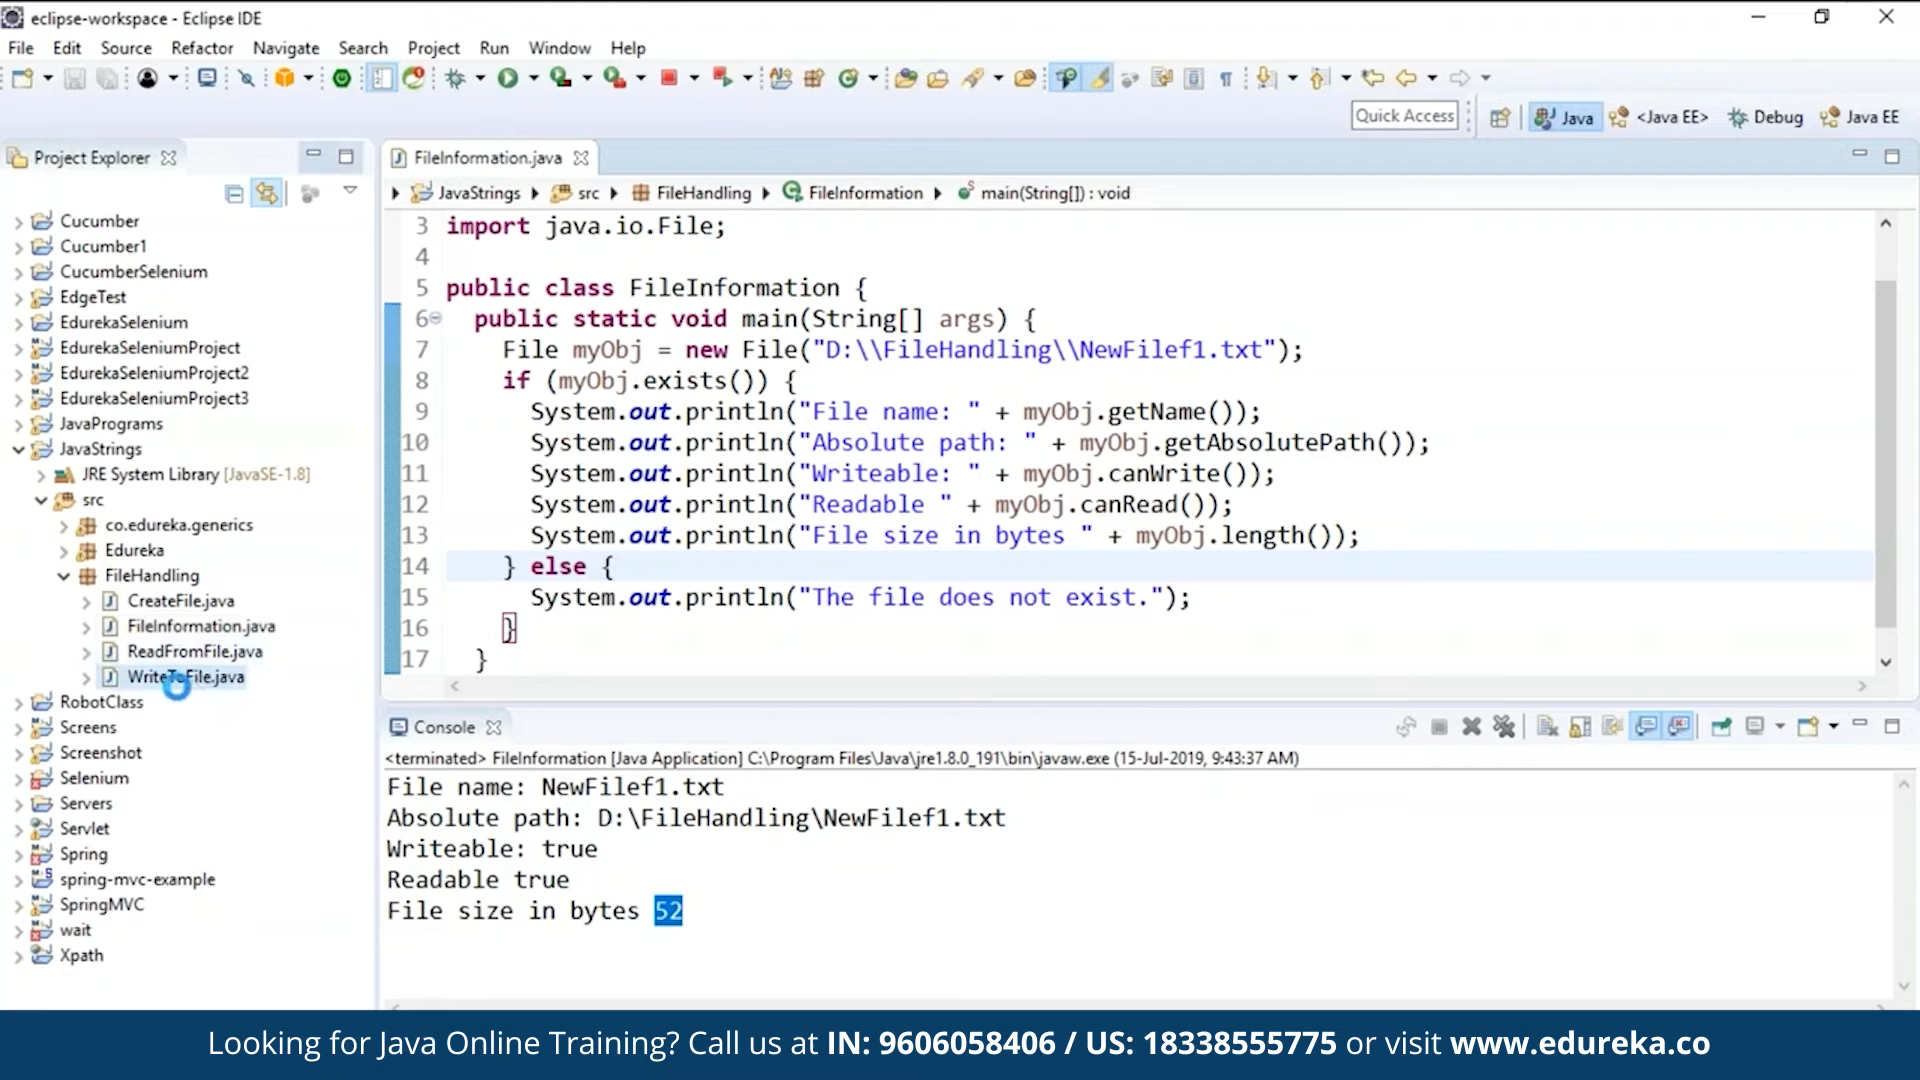 eclipse-workspace - Eclipse IDE
File Edit Source Refactor Navigate Search Project Run Window Help
Quick Access
Java <Java EE> Debug Java EE
Project Explorer
Cucumber
Cucumber1
CucumberSelenium
EdgeTest
EdurekaSelenium
EdurekaSeleniumProject
EdurekaSeleniumProject2
EdurekaSeleniumProject3
JavaPrograms
JavaStrings
JRE System Library [JavaSE-1.8]
src
co.edureka.generics
Edureka
FileHandling
CreateFile.java
FileInformation.java
ReadFromFile.java
WriteToFile.java
RobotClass
Screens
Screenshot
Selenium
Servers
Servlet
Spring
spring-mvc-example
SpringMVC
wait
Xpath
FileInformation.java
JavaStrings src FileHandling FileInformation main(String[]) : void
3 import java.io.File;
4
5 public class FileInformation {
6 public static void main(String[] args) {
7 File myObj = new File("D:\\FileHandling\\NewFilef1.txt");
8 if (myObj.exists()) {
9 System.out.println("File name: " + myObj.getName());
10 System.out.println("Absolute path: " + myObj.getAbsolutePath());
11 System.out.println("Writeable: " + myObj.canWrite());
12 System.out.println("Readable " + myObj.canRead());
13 System.out.println("File size in bytes " + myObj.length());
14 } else {
15 System.out.println("The file does not exist.");
16 }
17 }
Console
<terminated> FileInformation [Java Application] C:\Program Files\Java\jre1.8.0_191\bin\javaw.exe (15-Jul-2019, 9:43:37 AM)
File name: NewFilef1.txt
Absolute path: D:\FileHandling\NewFilef1.txt
Writeable: true
Readable true
File size in bytes 52
Looking for Java Online Training? Call us at IN: 9606058406 / US: 18338555775 or visit www.edureka.co